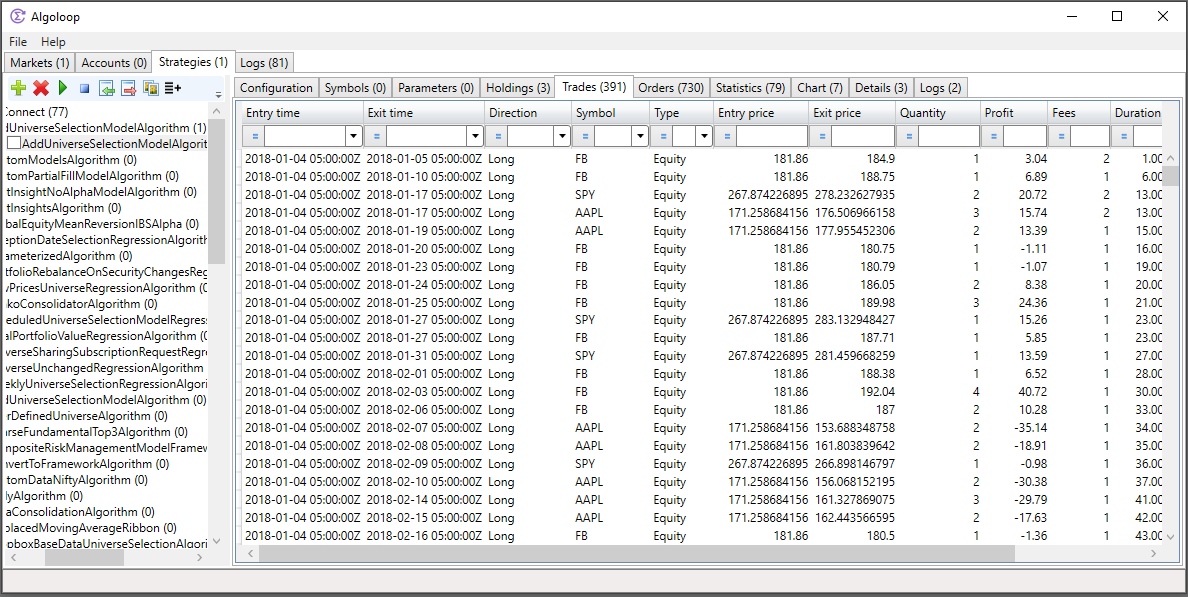 Algoloop
File Help
Markets (1) Accounts (0) Strategies (1) Logs (81)
Configuration Symbols (0) Parameters (0) Holdings (3) Trades (391) Orders (730) Statistics (79) Chart (7) Details (3) Logs (2)
Connect (77)
dUniverseSelectionModelAlgorithm (1)
AddUniverseSelectionModelAlgorit
tomModelsAlgorithm (0)
tomPartialFillModelAlgorithm (0)
tInsightNoAlphaModelAlgorithm (0)
tInsightsAlgorithm (0)
balEquityMeanReversionIBSAlpha (0)
eptionDateSelectionRegressionAlgorith
ameterizedAlgorithm (0)
tfolioRebalanceOnSecurityChangesReg
vPricesUniverseRegressionAlgorithm (0
koConsolidatorAlgorithm (0)
eduledUniverseSelectionModelRegress
alPortfolioValueRegressionAlgorithm (0
verseSharingSubscriptionRequestRegre
verseUnchangedRegressionAlgorithm
eklyUniverseSelectionRegressionAlgori
dUniverseSelectionModelAlgorithm (0)
rDefinedUniverseAlgorithm (0)
rseFundamentalTop3Algorithm (0)
mpositeRiskManagementModelFramew
nvertToFrameworkAlgorithm (0)
tomDataNiftyAlgorithm (0)
lyAlgorithm (0)
aConsolidationAlgorithm (0)
placedMovingAverageRibbon (0)
pboxBaseDataUniverseSelectionAlgori
Entry time Exit time Direction Symbol Type Entry price Exit price Quantity Profit Fees Duration
= = = = = = = = = = =
2018-01-04 05:00:00Z 2018-01-05 05:00:00Z Long FB Equity 181.86 184.9 1 3.04 2 1.00
2018-01-04 05:00:00Z 2018-01-10 05:00:00Z Long FB Equity 181.86 188.75 1 6.89 1 6.00
2018-01-04 05:00:00Z 2018-01-17 05:00:00Z Long SPY Equity 267.874226895 278.232627935 2 20.72 2 13.00
2018-01-04 05:00:00Z 2018-01-17 05:00:00Z Long AAPL Equity 171.258684156 176.506966158 3 15.74 2 13.00
2018-01-04 05:00:00Z 2018-01-19 05:00:00Z Long AAPL Equity 171.258684156 177.955452306 2 13.39 1 15.00
2018-01-04 05:00:00Z 2018-01-20 05:00:00Z Long FB Equity 181.86 180.75 1 -1.11 1 16.00
2018-01-04 05:00:00Z 2018-01-23 05:00:00Z Long FB Equity 181.86 180.79 1 -1.07 1 19.00
2018-01-04 05:00:00Z 2018-01-24 05:00:00Z Long FB Equity 181.86 186.05 2 8.38 1 20.00
2018-01-04 05:00:00Z 2018-01-25 05:00:00Z Long FB Equity 181.86 189.98 3 24.36 1 21.00
2018-01-04 05:00:00Z 2018-01-27 05:00:00Z Long SPY Equity 267.874226895 283.132948427 1 15.26 1 23.00
2018-01-04 05:00:00Z 2018-01-27 05:00:00Z Long FB Equity 181.86 187.71 1 5.85 1 23.00
2018-01-04 05:00:00Z 2018-01-31 05:00:00Z Long SPY Equity 267.874226895 281.459668259 1 13.59 1 27.00
2018-01-04 05:00:00Z 2018-02-01 05:00:00Z Long FB Equity 181.86 188.38 1 6.52 1 28.00
2018-01-04 05:00:00Z 2018-02-03 05:00:00Z Long FB Equity 181.86 192.04 4 40.72 1 30.00
2018-01-04 05:00:00Z 2018-02-06 05:00:00Z Long FB Equity 181.86 187 2 10.28 1 33.00
2018-01-04 05:00:00Z 2018-02-07 05:00:00Z Long AAPL Equity 171.258684156 153.688348758 2 -35.14 1 34.00
2018-01-04 05:00:00Z 2018-02-08 05:00:00Z Long AAPL Equity 171.258684156 161.803839642 2 -18.91 1 35.00
2018-01-04 05:00:00Z 2018-02-09 05:00:00Z Long SPY Equity 267.874226895 266.898146797 1 -0.98 1 36.00
2018-01-04 05:00:00Z 2018-02-10 05:00:00Z Long AAPL Equity 171.258684156 156.068152195 2 -30.38 1 37.00
2018-01-04 05:00:00Z 2018-02-14 05:00:00Z Long AAPL Equity 171.258684156 161.327869075 3 -29.79 1 41.00
2018-01-04 05:00:00Z 2018-02-15 05:00:00Z Long AAPL Equity 171.258684156 162.443566595 2 -17.63 1 42.00
2018-01-04 05:00:00Z 2018-02-16 05:00:00Z Long FB Equity 181.86 180.5 1 -1.36 1 43.00